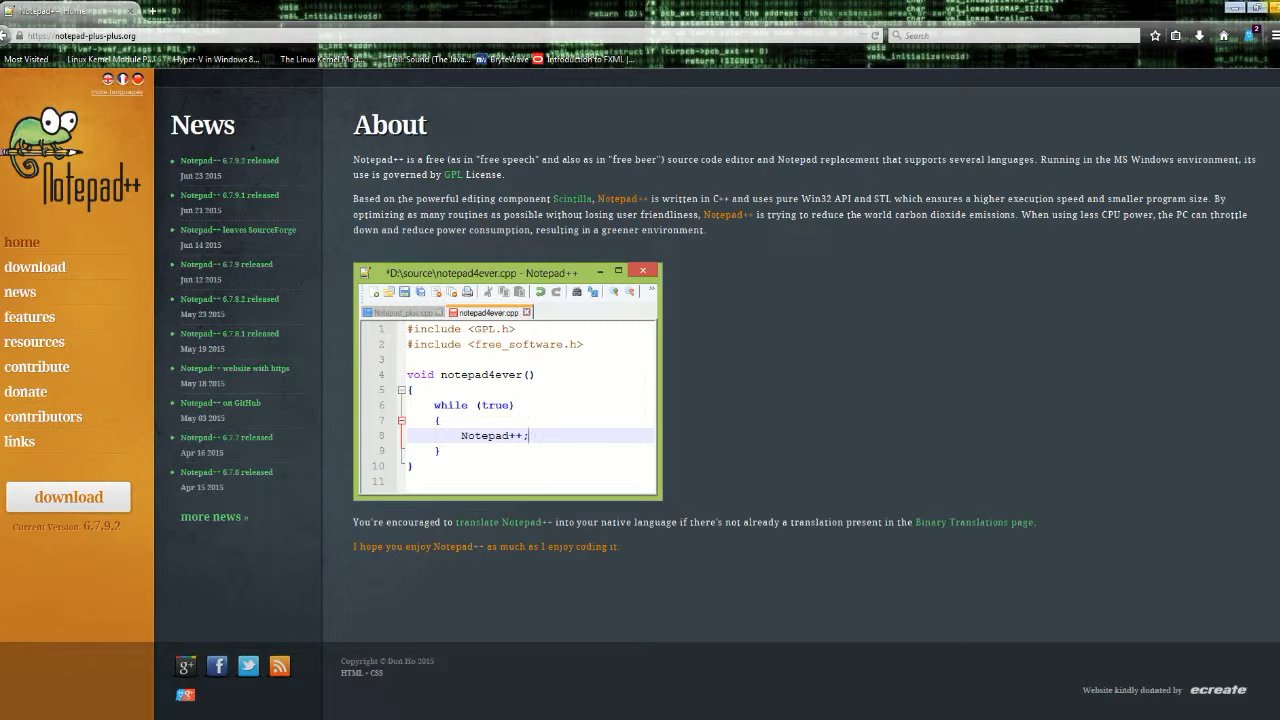 Notepad++ Home
https://notepad-plus-plus.org
Search
Most Visited
Linux Kernel Module P...
Hyper-V in Windows 8...
The Linux Kernel Mod...
Trail: Sound (The Java...
ByteWave
Introduction to FXML |...
more languages
Notepad++
home
download
news
features
resources
contribute
donate
contributors
links
download
Current Version: 6.7.9.2
News
Notepad++ 6.7.9.2 released
Jun 23 2015
Notepad++ 6.7.9.1 released
Jun 21 2015
Notepad++ leaves SourceForge
Jun 14 2015
Notepad++ 6.7.9 released
Jun 12 2015
Notepad++ 6.7.8.2 released
May 23 2015
Notepad++ 6.7.8.1 released
May 19 2015
Notepad++ website with https
May 18 2015
Notepad++ on GitHub
May 03 2015
Notepad++ 6.7.7 released
Apr 16 2015
Notepad++ 6.7.6 released
Apr 15 2015
more news »
About
Notepad++ is a free (as in "free speech" and also as in "free beer") source code editor and Notepad replacement that supports several languages. Running in the MS Windows environment, its
use is governed by GPL License.
Based on the powerful editing component Scintilla, Notepad++ is written in C++ and uses pure Win32 API and STL which ensures a higher execution speed and smaller program size. By
optimizing as many routines as possible without losing user friendliness, Notepad++ is trying to reduce the world carbon dioxide emissions. When using less CPU power, the PC can throttle
down and reduce power consumption, resulting in a greener environment.
*D:\source\notepad4ever.cpp - Notepad++
Notepad_plus.cpp
notepad4ever.cpp
1 #include <GPL.h>
2 #include <free_software.h>
3
4 void notepad4ever()
5 {
6 while (true)
7 {
8 Notepad++;
9 }
10 }
11
You're encouraged to translate Notepad++ into your native language if there's not already a translation present in the Binary Translations page.
I hope you enjoy Notepad++ as much as I enjoy coding it.
Copyright © Don Ho 2015
HTML - CSS
Website kindly donated by ecreate